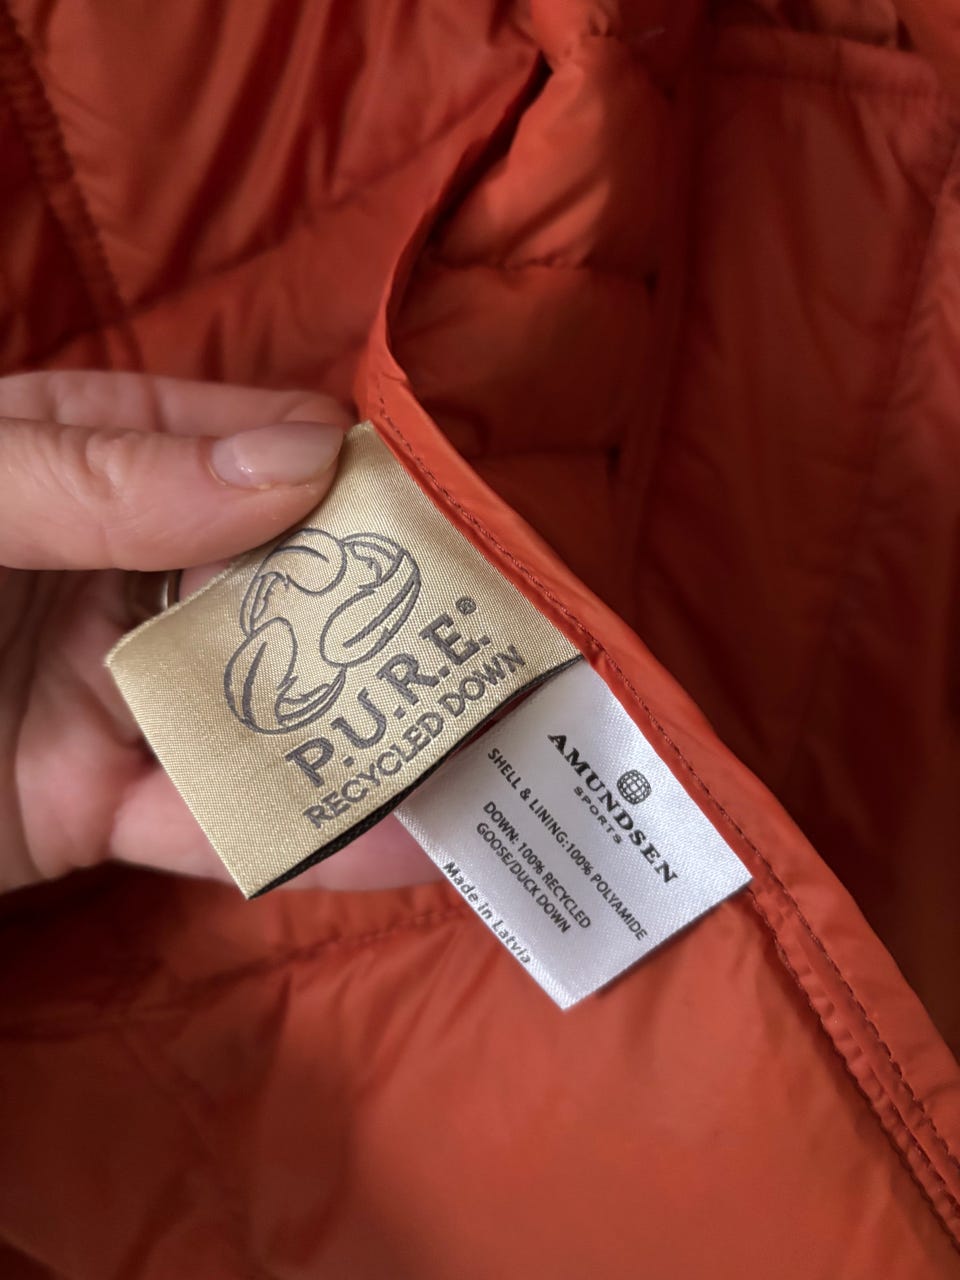 P.U.R.E.®
RECYCLED DOWN
AMUNDSEN
SPORTS
SHELL & LINING:100% POLYAMIDE
DOWN: 100% RECYCLED
GOOSE/DUCK DOWN
Made in Latvia